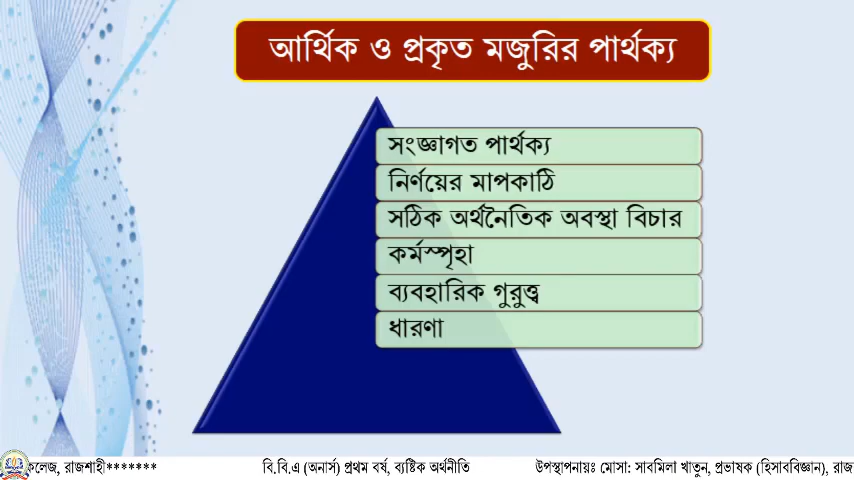 আর্থিক ও প্রকৃত মজুরির পার্থক্য
সংজ্ঞাগত পার্থক্য
নির্ণয়ের মাপকাঠি
সঠিক অর্থনৈতিক অবস্থা বিচার
কর্মস্পৃহা
ব্যবহারিক গুরুত্ত্ব
ধারণা
কলেজ, রাজশাহী******* বি.বি.এ (অনার্স) প্রথম বর্ষ, ব্যষ্টিক অর্থনীতি উপস্থাপনায়ঃ মোসা: সাবমিলা খাতুন, প্রভাষক (হিসাববিজ্ঞান), রাজ